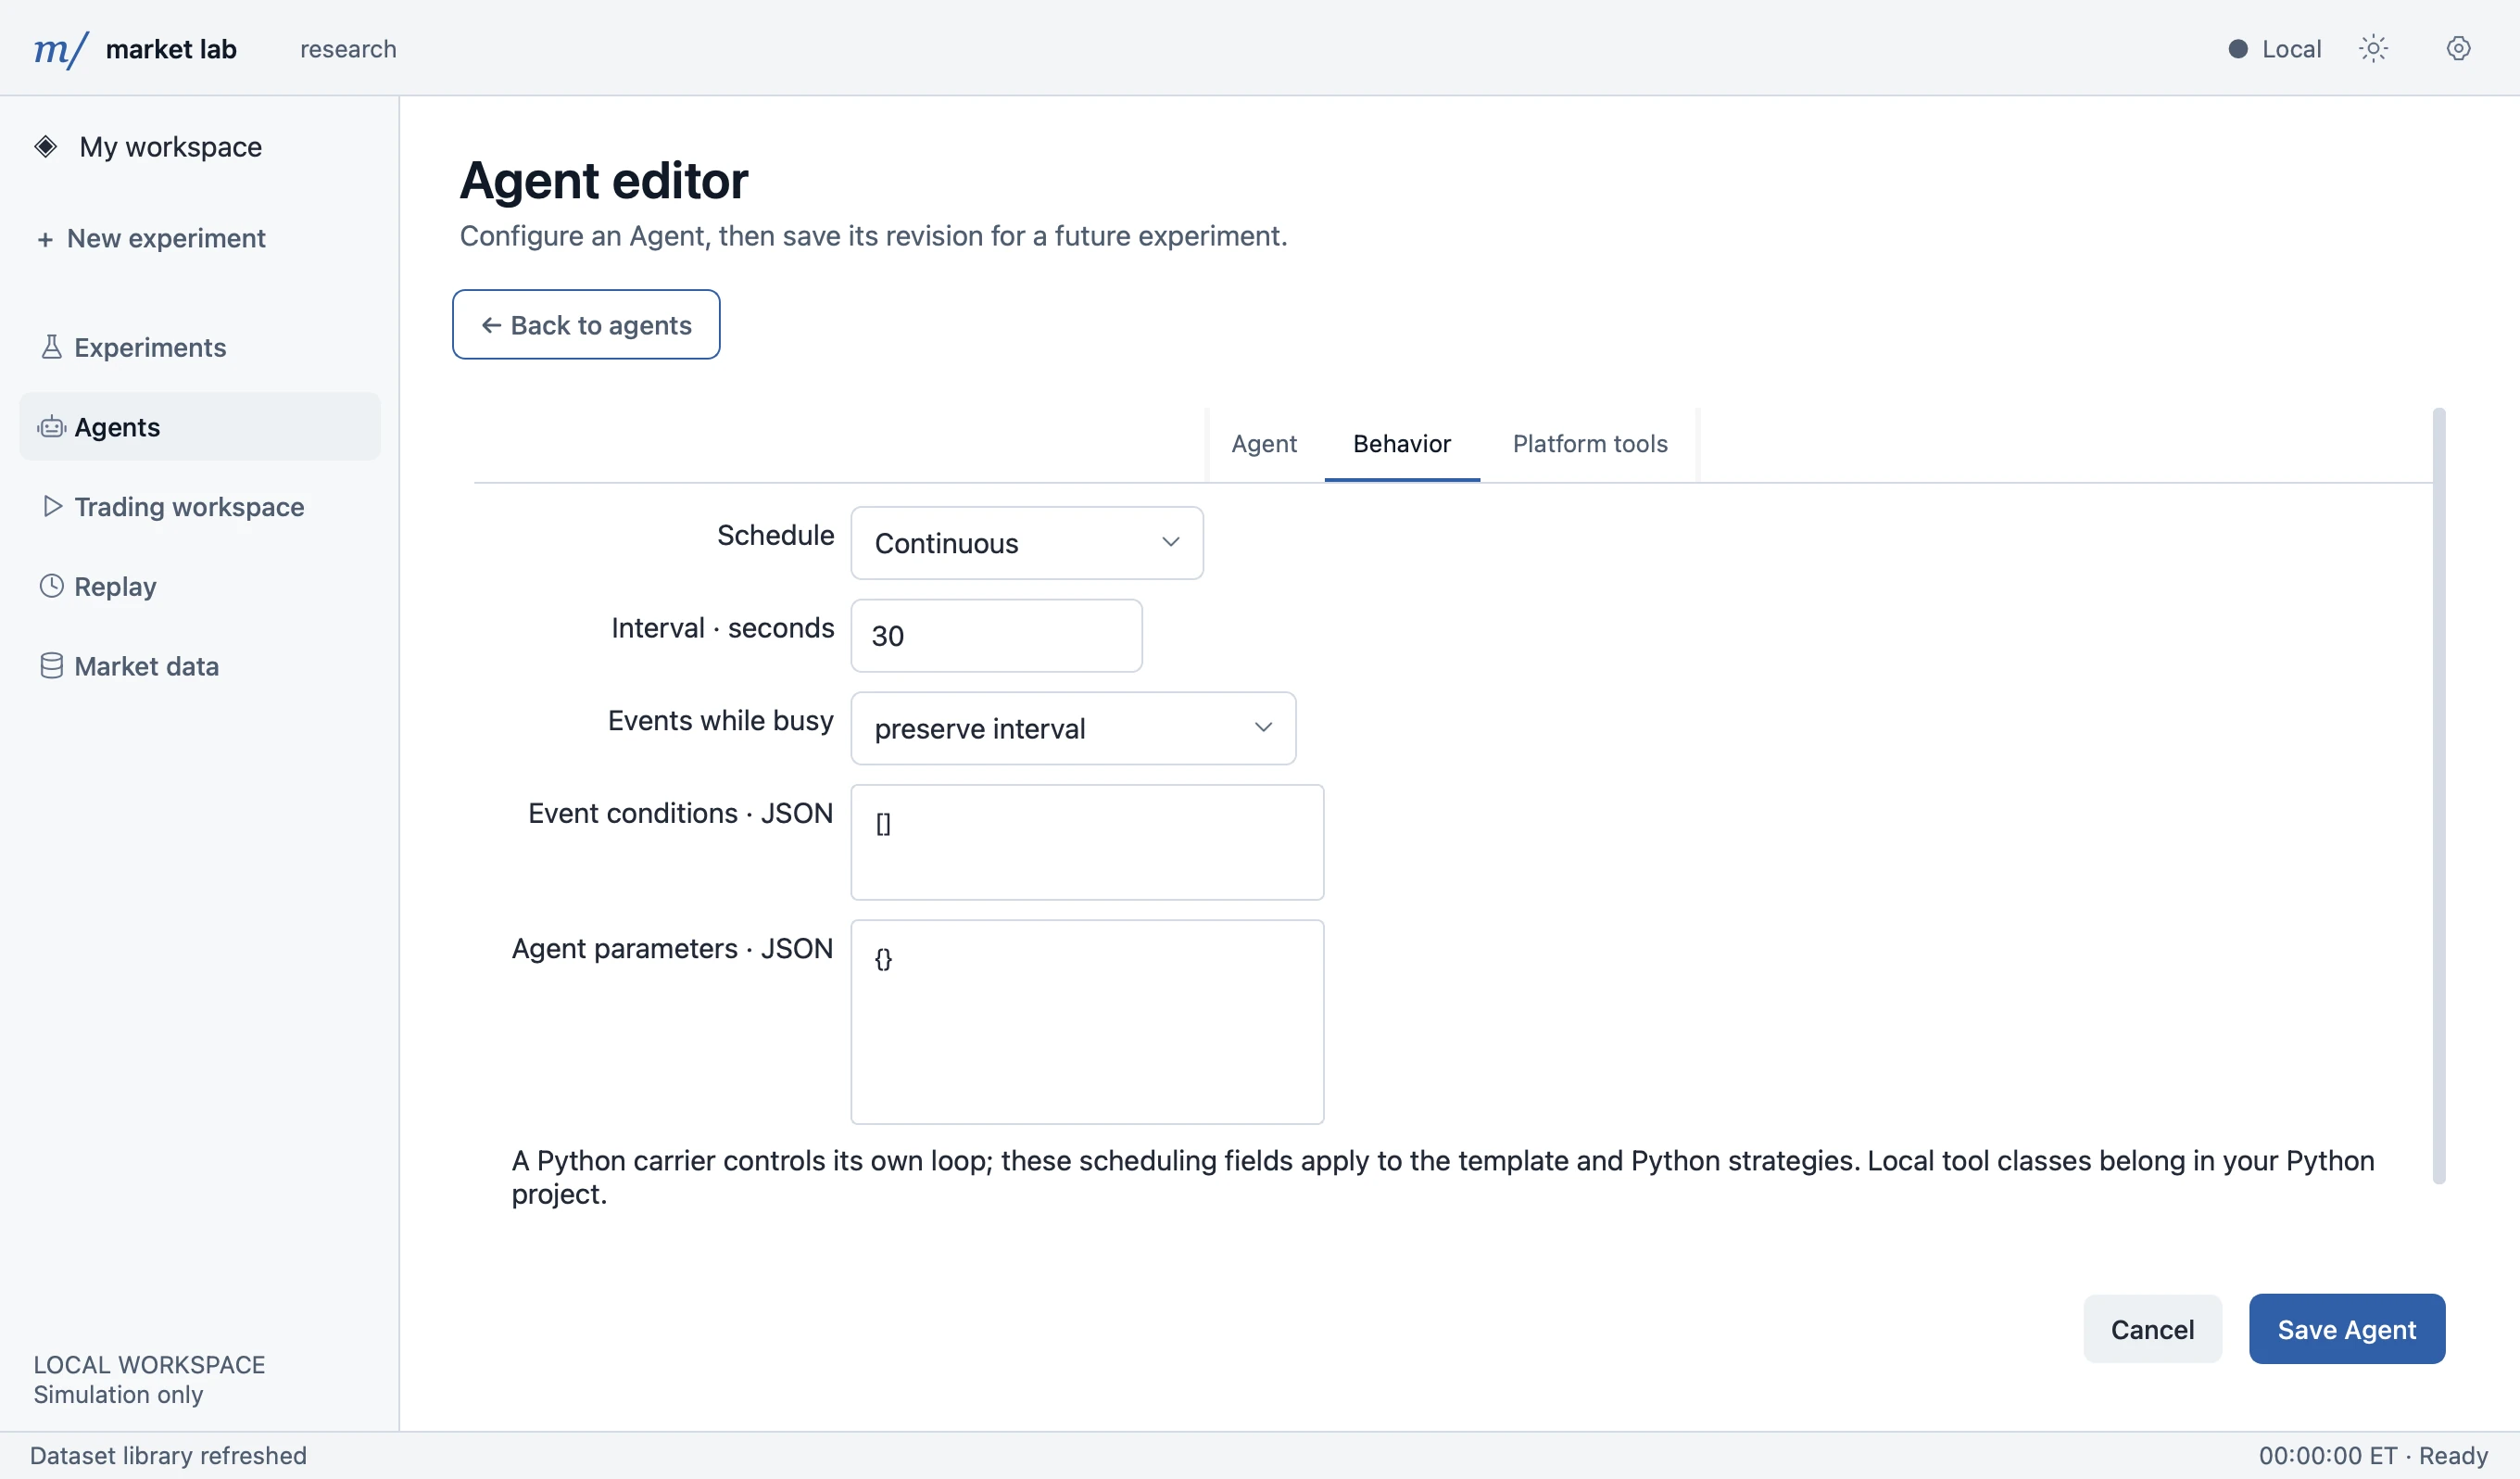 m/ market lab research Local
My workspace
+ New experiment
Experiments
Agents
Trading workspace
Replay
Market data
LOCAL WORKSPACE
Simulation only
Agent editor
Configure an Agent, then save its revision for a future experiment.
← Back to agents
Agent Behavior Platform tools
Schedule Continuous
Interval · seconds 30
Events while busy preserve interval
Event conditions · JSON []
Agent parameters · JSON {}
A Python carrier controls its own loop; these scheduling fields apply to the template and Python strategies. Local tool classes belong in your Python
project.
Cancel Save Agent
Dataset library refreshed 00:00:00 ET · Ready